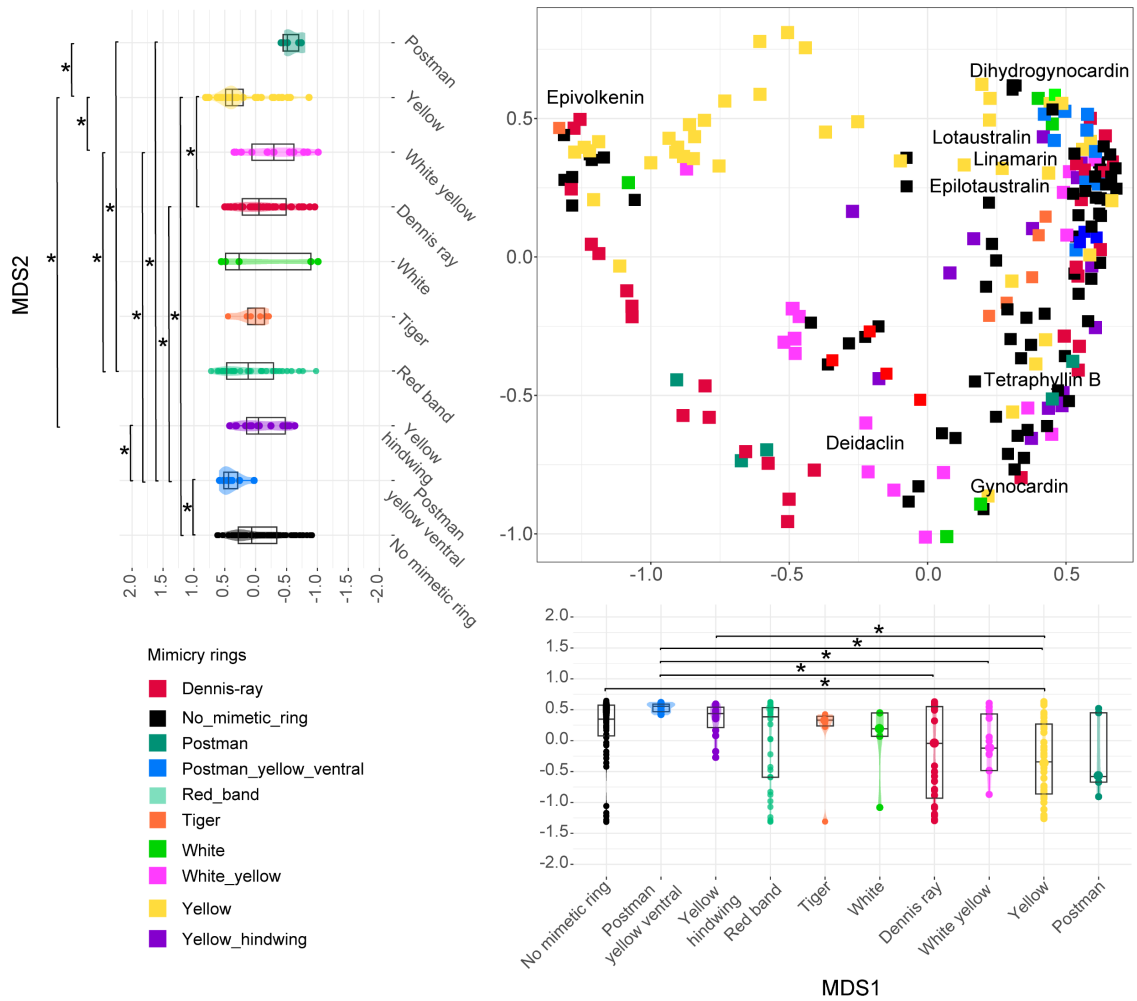 MDS2
*
*
*
*
*
*
*
*
*
*
*
Postman
Yellow
White yellow
Dennis ray
White
Tiger
Red band
Yellow
hindwing
Postman
yellow ventral
No mimetic ring
2.0
1.5
1.0
0.5
0.0
-0.5
-1.0
-1.5
-2.0
0.5
0.0
-0.5
-1.0
-1.0
-0.5
0.0
0.5
Dihydrogynocardin
Epivolkenin
Lotaustralin
Linamarin
Epilotaustralin
Tetraphyllin B
Deidaclin
Gynocardin
Mimicry rings
Dennis-ray
No_mimetic_ring
Postman
Postman_yellow_ventral
Red_band
Tiger
White
White_yellow
Yellow
Yellow_hindwing
2.0
1.5
1.0
0.5
0.0
-0.5
-1.0
-1.5
-2.0
*
*
*
*
*
No mimetic ring
Postman
yellow ventral
Yellow
hindwing
Red band
Tiger
White
Dennis ray
White yellow
Yellow
Postman
MDS1